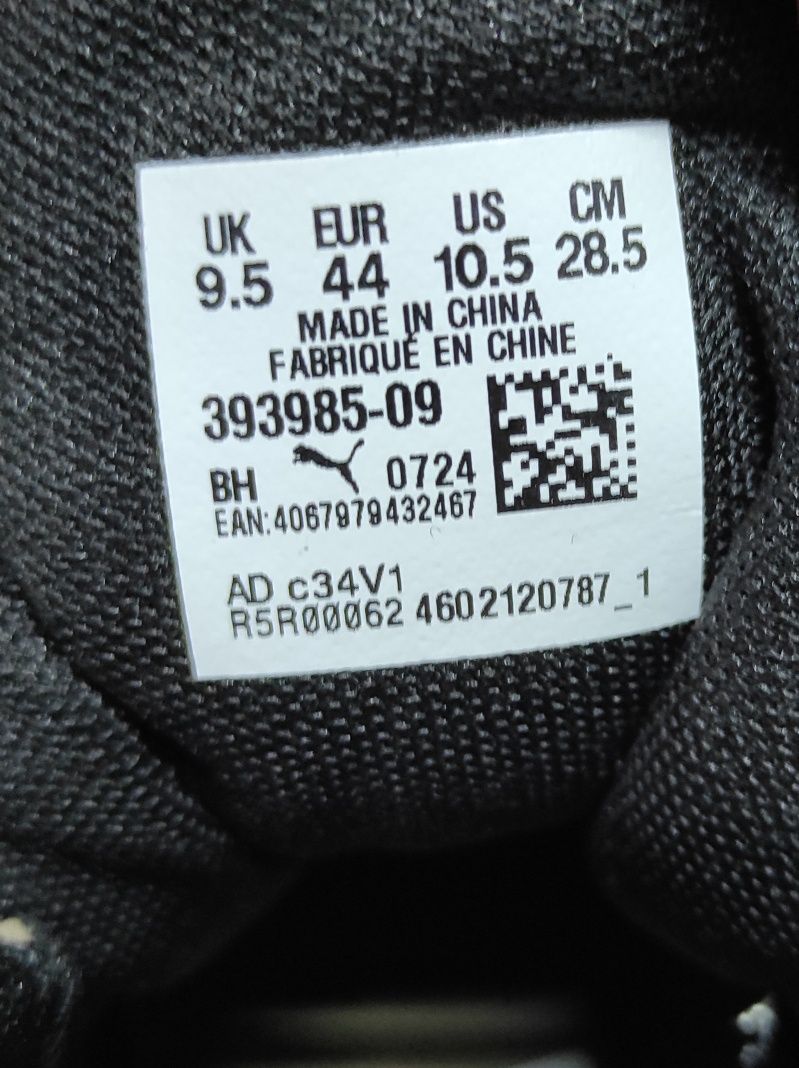 UK EUR US CM
9.5 44 10.5 28.5
MADE IN CHINA
FABRIQUÉ EN CHINE
393985-09
BH 0724
EAN:4067979432467
AD c34V1
R5R00062 4602120787_1